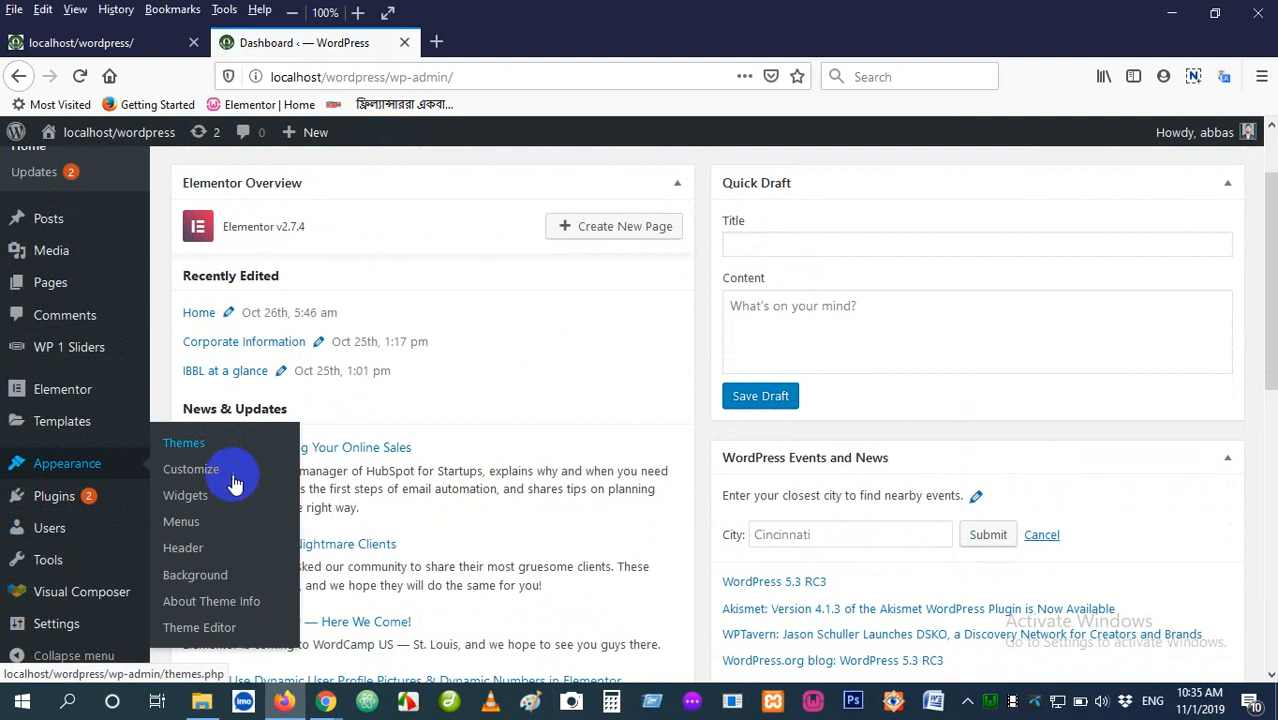 File Edit View History Bookmarks Tools Help 100%
localhost/wordpress/
Dashboard ‹ — WordPress
localhost/wordpress/wp-admin/
Search
Most Visited Getting Started Elementor | Home ফ্রিল্যান্সাররা একবা...
localhost/wordpress 2 0 New Howdy, abbas
Home
Updates 2
Posts
Media
Pages
Comments
WP 1 Sliders
Elementor
Templates
Appearance
Plugins 2
Users
Tools
Visual Composer
Settings
Collapse menu
Themes
Customize
Widgets
Menus
Header
Background
About Theme Info
Theme Editor
Elementor Overview
Elementor v2.7.4
Create New Page
Recently Edited
Home Oct 26th, 5:46 am
Corporate Information Oct 25th, 1:17 pm
IBBL at a glance Oct 25th, 1:01 pm
News & Updates
g Your Online Sales
manager of HubSpot for Startups, explains why and when you need
s the first steps of email automation, and shares tips on planning
right way.
Nightmare Clients
sked our community to share their most gruesome clients. These
, and we hope they will do the same for you!
— Here We Come!
Elementor is coming to WordCamp US — St. Louis, and we hope to see you guys there.
Use Dynamic User Profile Pictures & Dynamic Numbers in Elementor
Quick Draft
Title
Content
What's on your mind?
Save Draft
WordPress Events and News
Enter your closest city to find nearby events.
City: Cincinnati Submit Cancel
WordPress 5.3 RC3
Akismet: Version 4.1.3 of the Akismet WordPress Plugin is Now Available
WPTavern: Jason Schuller Launches DSKO, a Discovery Network for Creators and Brands
WordPress.org blog: WordPress 5.3 RC3
Activate Windows
Go to Settings to activate Windows.
localhost/wordpress/wp-admin/themes.php
imo
Ps
ENG
10:35 AM
11/1/2019
10